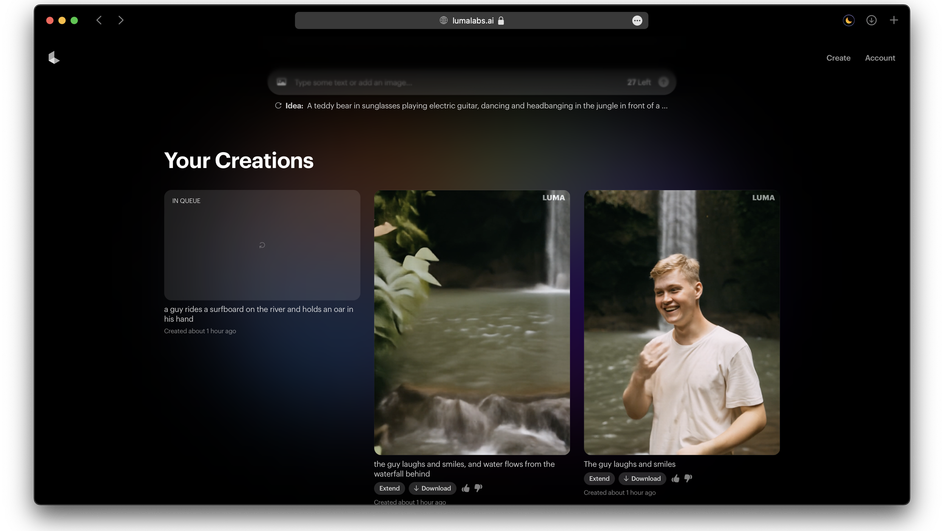 lumalabs.ai
Create Account
Type some text or add an image... 27 Left
Idea: A teddy bear in sunglasses playing electric guitar, dancing and headbanging in the jungle in front of a ...
Your Creations
IN QUEUE
a guy rides a surfboard on the river and holds an oar in
his hand
Created about 1 hour ago
LUMA
the guy laughs and smiles, and water flows from the
waterfall behind
Extend Download
Created about 1 hour ago
LUMA
The guy laughs and smiles
Extend Download
Created about 1 hour ago